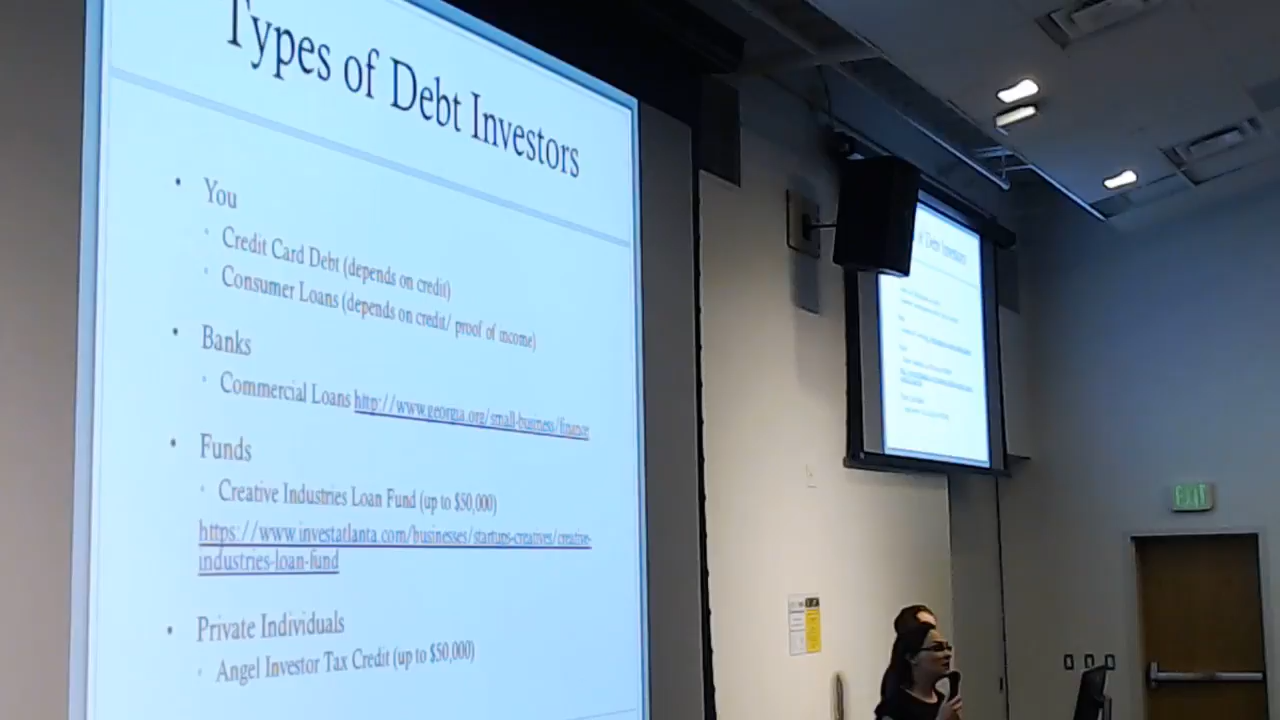 Types of Debt Investors
You
Credit Card Debt (depends on credit)
Consumer Loans (depends on credit/ proof of income)
Banks
Commercial Loans http://www.georgia.org/small-business/finance
Funds
Creative Industries Loan Fund (up to $50,000)
https://www.investatlanta.com/businesses/startups-creatives/creative-
industries-loan-fund
Private Individuals
Angel Investor Tax Credit (up to $50,000)
Debt Investors
EXIT